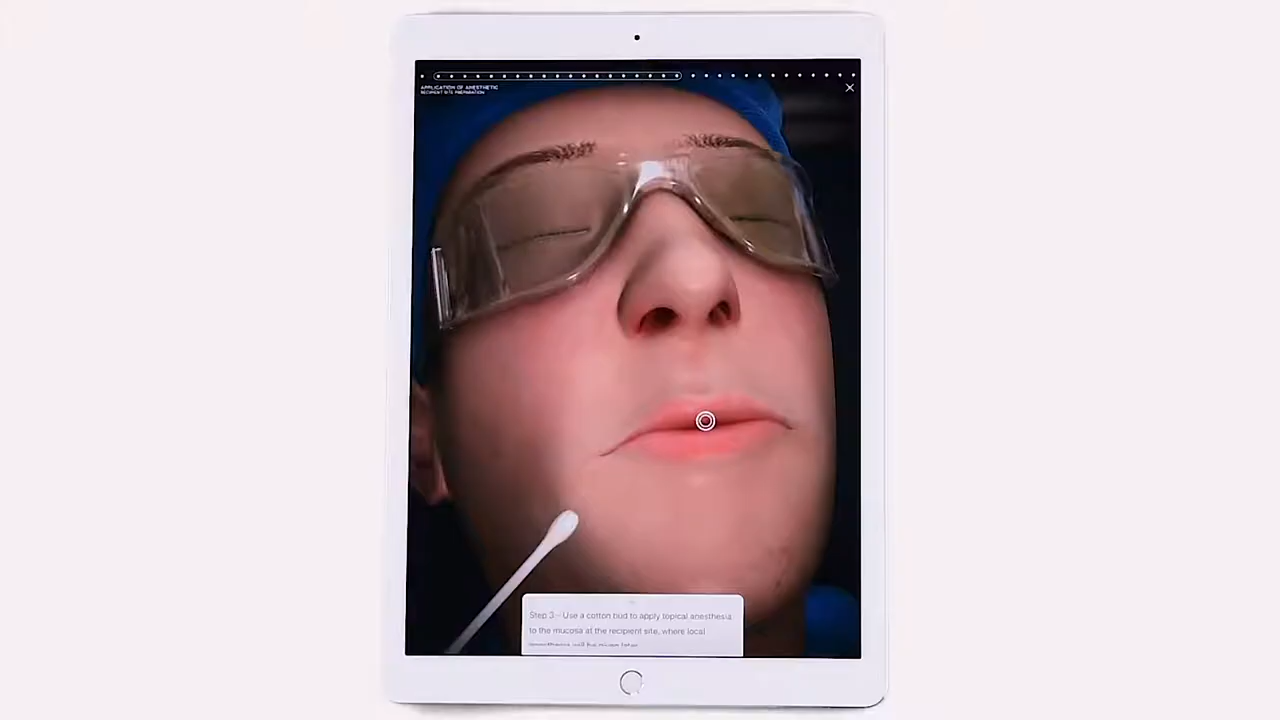 APPLICATION OF ANESTHETIC
RECIPIENT SITE PREPARATION
Step 3 – Use a cotton bud to apply topical anesthesia
to the mucosa at the recipient site, where local